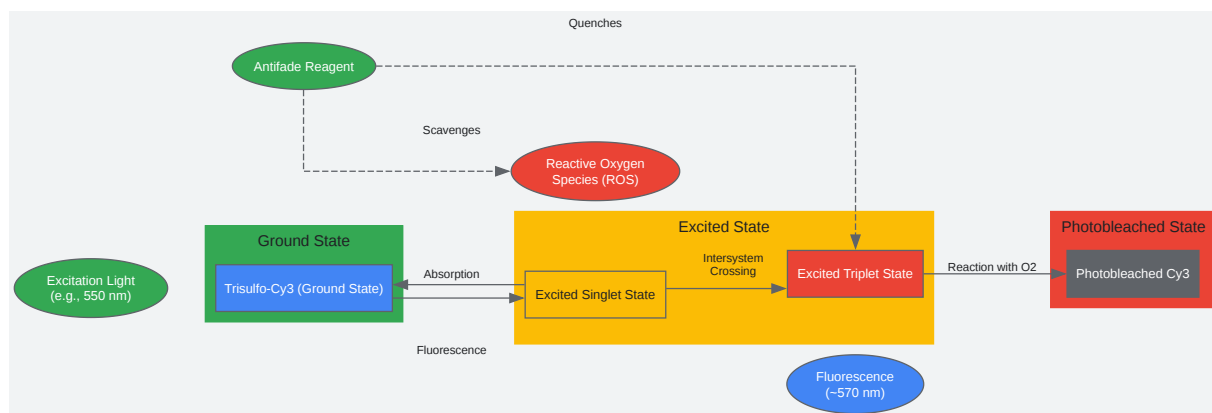 Quenches
Antifade Reagent
Scavenges
Reactive Oxygen
Species (ROS)
Excited State
Photobleached State
Ground State
Intersystem
Crossing
Excitation Light
(e.g., 550 nm)
Trisulfo-Cy3 (Ground State)
Absorption
Excited Singlet State
Excited Triplet State
Reaction with O2
Photobleached Cy3
Fluorescence
Fluorescence
(~570 nm)